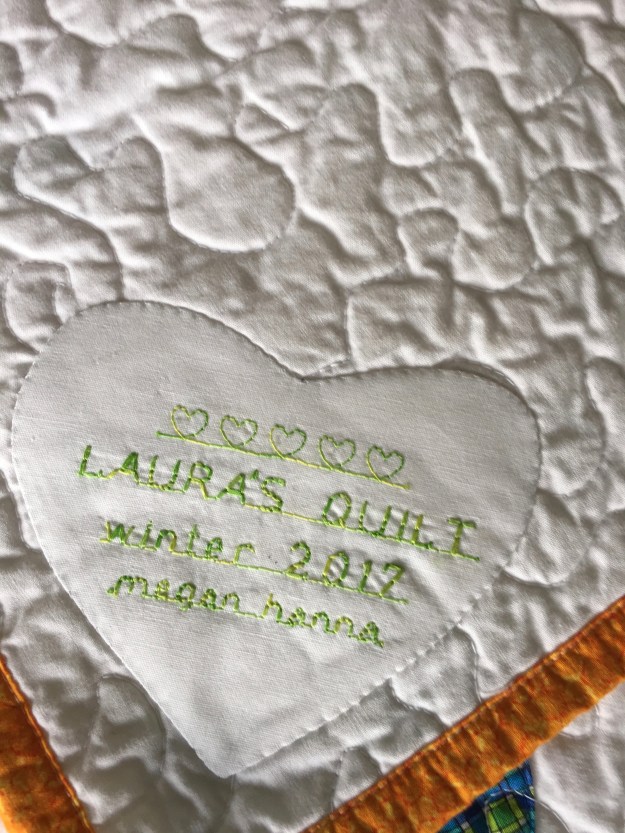 LAURA'S QUILT
winter 2017
megan hanna